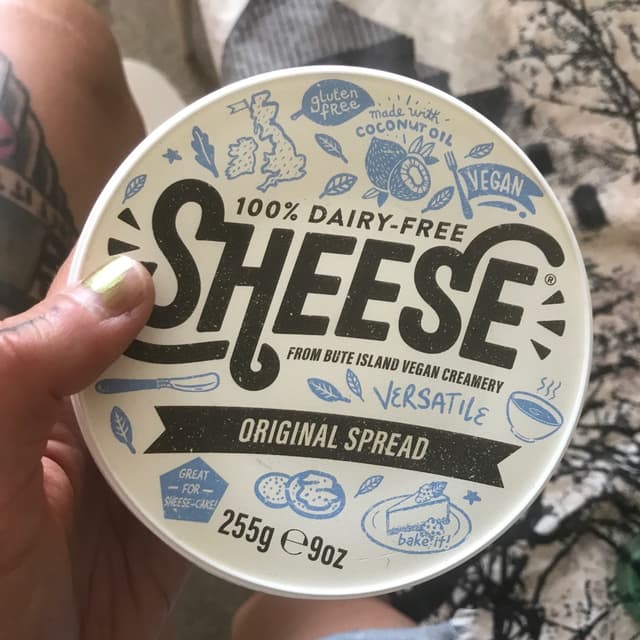 gluten
free
made with
COCONUT OIL
VEGAN
100% DAIRY-FREE
SHEESE®
FROM BUTE ISLAND VEGAN CREAMERY
VERSATILE
ORIGINAL SPREAD
GREAT
FOR
SHEESE-CAKE!
bake it!
255g ℮ 9oz